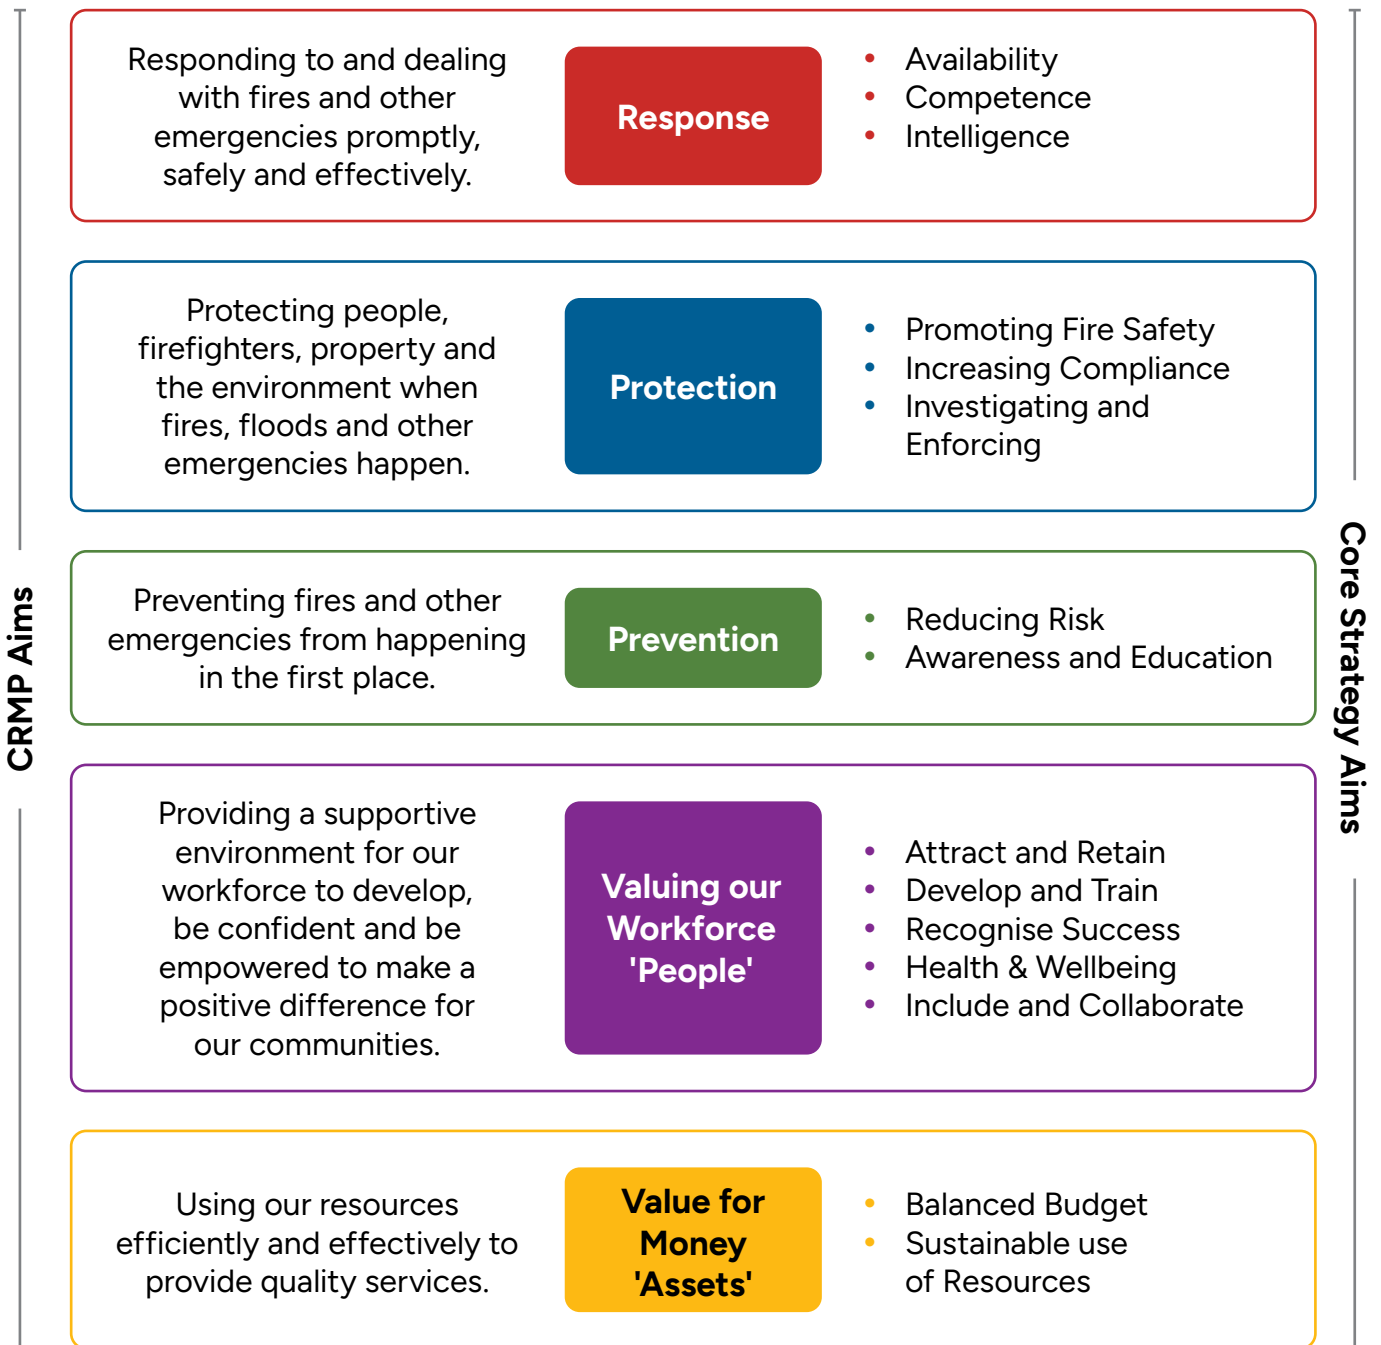 CRMP Aims
Core Strategy Aims
Responding to and dealing
with fires and other
emergencies promptly,
safely and effectively.
Response
• Availability
• Competence
• Intelligence
Protecting people,
firefighters, property and
the environment when
fires, floods and other
emergencies happen.
Protection
• Promoting Fire Safety
• Increasing Compliance
• Investigating and
Enforcing
Preventing fires and other
emergencies from happening
in the first place.
Prevention
• Reducing Risk
• Awareness and Education
Providing a supportive
environment for our
workforce to develop,
be confident and be
empowered to make a
positive difference for
our communities.
Valuing our
Workforce
'People'
• Attract and Retain
• Develop and Train
• Recognise Success
• Health & Wellbeing
• Include and Collaborate
Using our resources
efficiently and effectively to
provide quality services.
Value for
Money
'Assets'
• Balanced Budget
• Sustainable use
of Resources